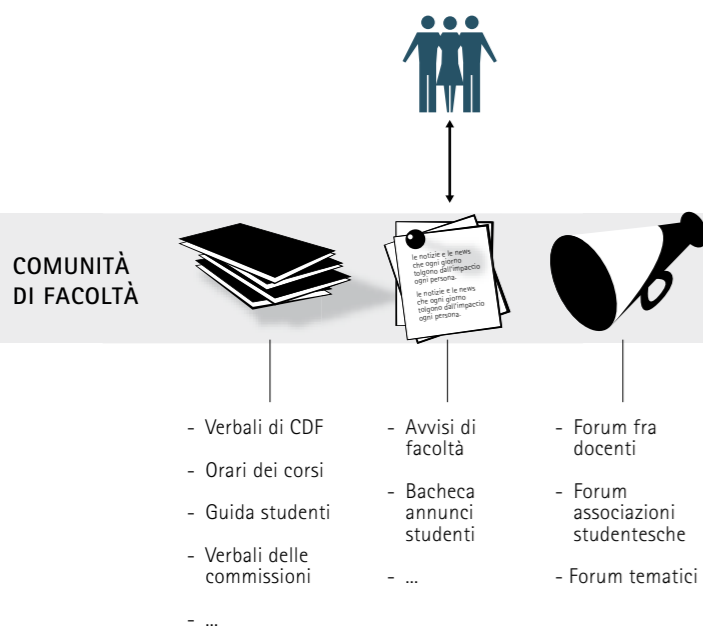 COMUNITÀ
DI FACOLTÀ
le notizie e le news
che ogni giorno
tolgono dall'impaccio
ogni persona.
le notizie e le news
che ogni giorno
tolgono dall'impaccio
ogni persona.
- Verbali di CDF
- Orari dei corsi
- Guida studenti
- Verbali delle
commissioni
- ...
- Avvisi di
facoltà
- Bacheca
annunci
studenti
- ...
- Forum fra
docenti
- Forum
associazioni
studentesche
- Forum tematici